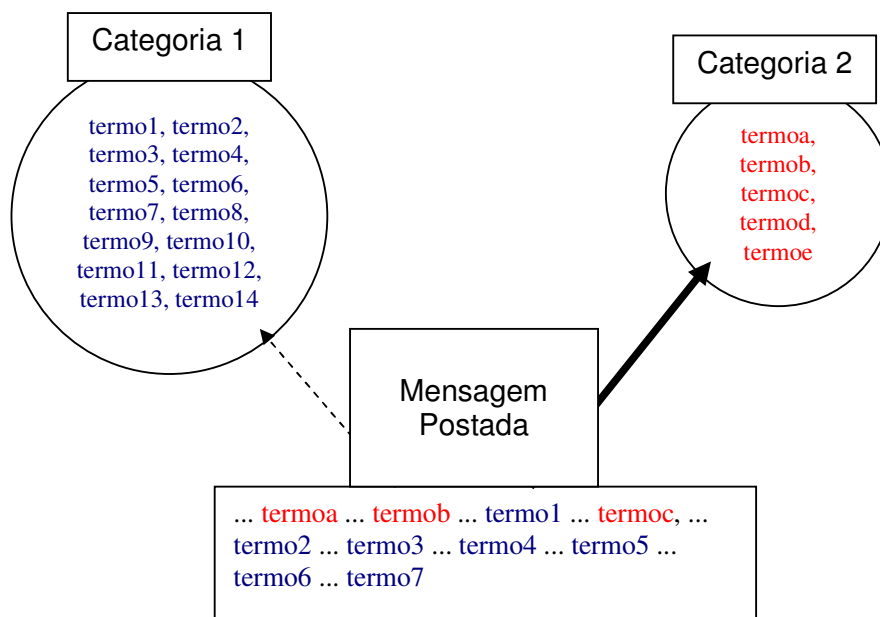 Categoria 1
termo1, termo2,
termo3, termo4,
termo5, termo6,
termo7, termo8,
termo9, termo10,
termo11, termo12,
termo13, termo14
Categoria 2
termoa,
termob,
termoc,
termod,
termoe
Mensagem
Postada
... termoa ... termob ... termo1 ... termoc, ...
termo2 ... termo3 ... termo4 ... termo5 ...
termo6 ... termo7